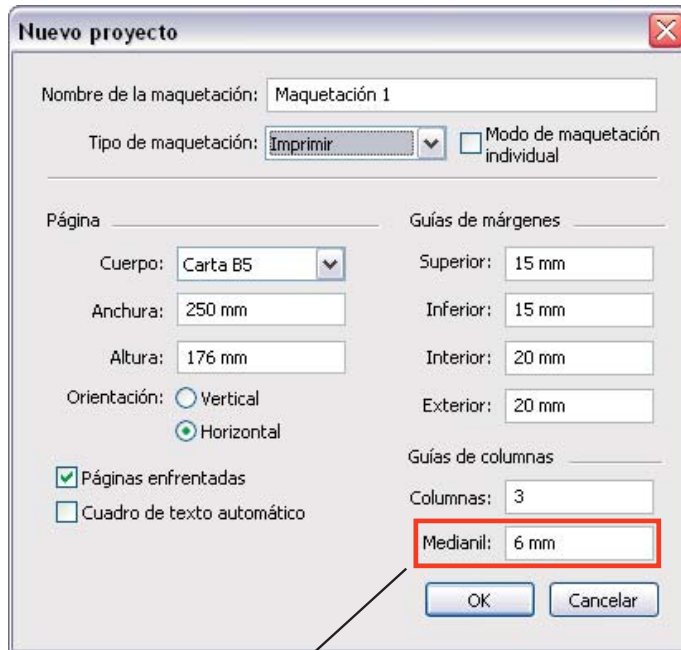 Nuevo proyecto
Nombre de la maquetación: Maquetación 1
Tipo de maquetación: Imprimir
Modo de maquetación
individual
Página
Cuerpo: Carta B5
Anchura: 250 mm
Altura: 176 mm
Orientación: Vertical
Horizontal
Páginas enfrentadas
Cuadro de texto automático
Guías de márgenes
Superior: 15 mm
Inferior: 15 mm
Interior: 20 mm
Exterior: 20 mm
Guías de columnas
Columnas: 3
Medianil: 6 mm
OK Cancelar